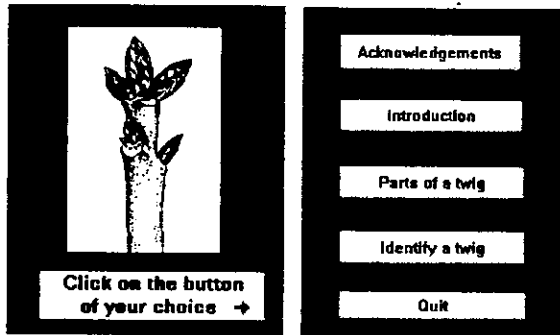 Click on the button
of your choice →
Acknowledgements
Introduction
Parts of a twig
Identify a twig
Quit